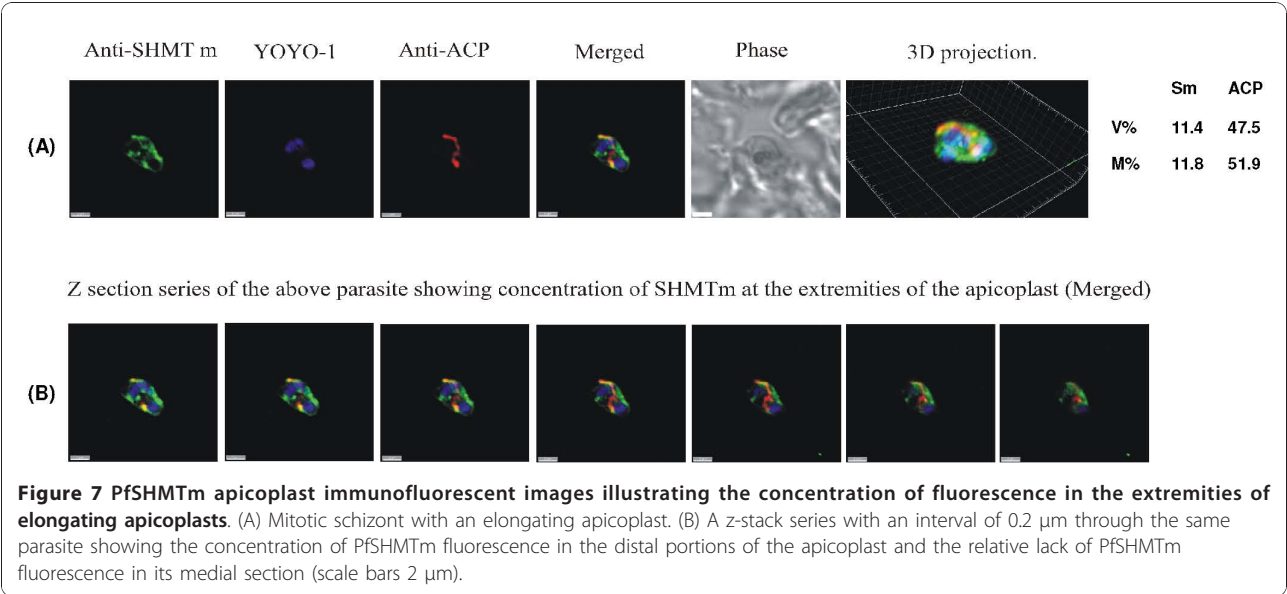 Anti-SHMT m YOYO-1 Anti-ACP Merged Phase 3D projection.
Sm ACP
(A)
V% 11.4 47.5
M% 11.8 51.9
Z section series of the above parasite showing concentration of SHMTm at the extremities of the apicoplast (Merged)
(B)
Figure 7 PfSHMTm apicoplast immunofluorescent images illustrating the concentration of fluorescence in the extremities of
elongating apicoplasts. (A) Mitotic schizont with an elongating apicoplast. (B) A z-stack series with an interval of 0.2 μm through the same
parasite showing the concentration of PfSHMTm fluorescence in the distal portions of the apicoplast and the relative lack of PfSHMTm
fluorescence in its medial section (scale bars 2 μm).